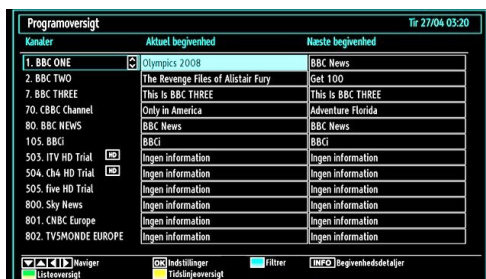 Programoversigt Tir 27/04 03:20
Kanaler Aktuel begivenhed Næste begivenhed
1. BBC ONE Olympics 2008 BBC News
2. BBC TWO The Revenge Files of Alistair Fury Get 100
7. BBC THREE This Is BBC THREE This Is BBC THREE
70. CBBC Channel Only in America Adventure Florida
80. BBC NEWS BBC News BBC News
105. BBCi BBCi BBCi
503. ITV HD Trial HD Ingen information Ingen information
504. Ch4 HD Trial HD Ingen information Ingen information
505. five HD Trial Ingen information Ingen information
800. Sky News Ingen information Ingen information
801. CNBC Europe Ingen information Ingen information
802. TV5MONDE EUROPE Ingen information Ingen information
Naviger OK Indstillinger Filtrer INFO Begivenhedsdetaljer
Listeoversigt Tidslinjeoversigt